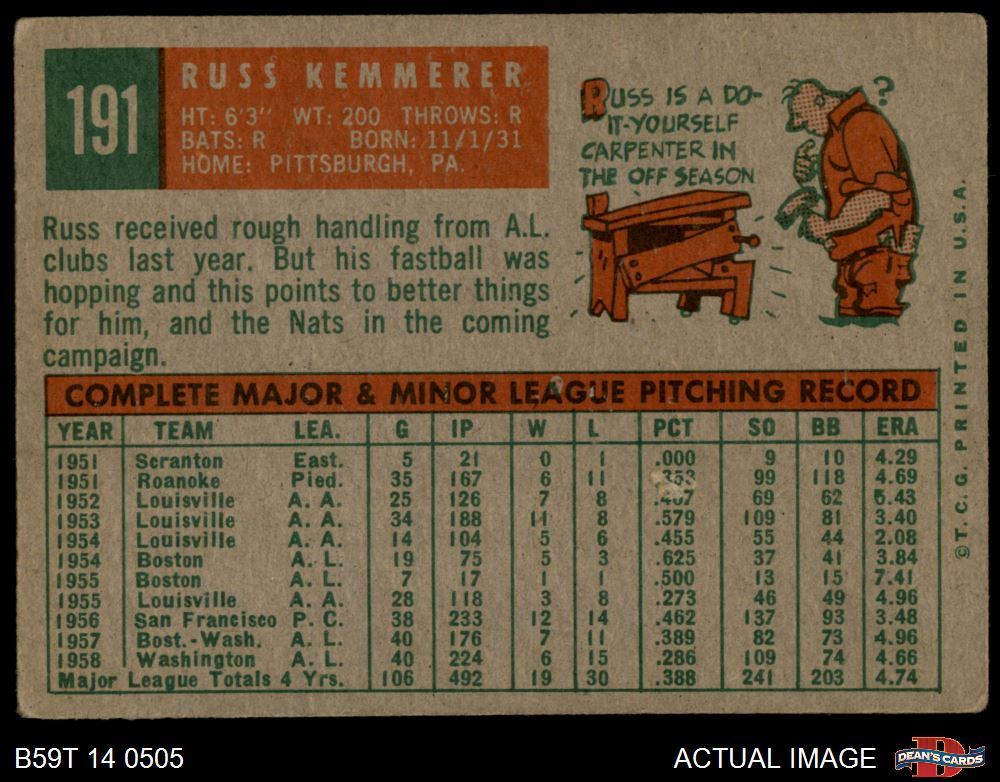 191
RUSS KEMMERER
HT: 6'3" WT: 200 THROWS: R
BATS: R BORN: 11/1/31
HOME: PITTSBURGH, PA.
RUSS IS A DO-
IT-YOURSELF
CARPENTER IN
THE OFF SEASON
?
Russ received rough handling from A.L.
clubs last year. But his fastball was
hopping and this points to better things
for him, and the Nats in the coming
campaign.
COMPLETE MAJOR & MINOR LEAGUE PITCHING RECORD
YEAR TEAM LEA. G IP W L PCT SO BB ERA
1951 Scranton East. 5 21 0 1 .000 9 10 4.29
1951 Roanoke Pied. 35 167 6 11 .353 99 118 4.69
1952 Louisville A. A. 25 126 7 8 .467 69 62 5.43
1953 Louisville A. A. 34 188 11 8 .579 109 81 3.40
1954 Louisville A. A. 14 104 5 6 .455 55 44 2.08
1954 Boston A. L. 19 75 5 3 .625 37 41 3.84
1955 Boston A. L. 7 17 1 1 .500 13 15 7.41
1955 Louisville A. A. 28 118 3 8 .273 46 49 4.96
1956 San Francisco P. C. 38 233 12 14 .462 137 93 3.48
1957 Bost.-Wash. A. L. 40 176 7 11 .389 82 73 4.96
1958 Washington A. L. 40 224 6 15 .286 109 74 4.66
Major League Totals 4 Yrs. 106 492 19 30 .388 241 203 4.74
©T.C.G. PRINTED IN U.S.A.
B59T 14 0505
ACTUAL IMAGE
D
DEAN'S CARDS